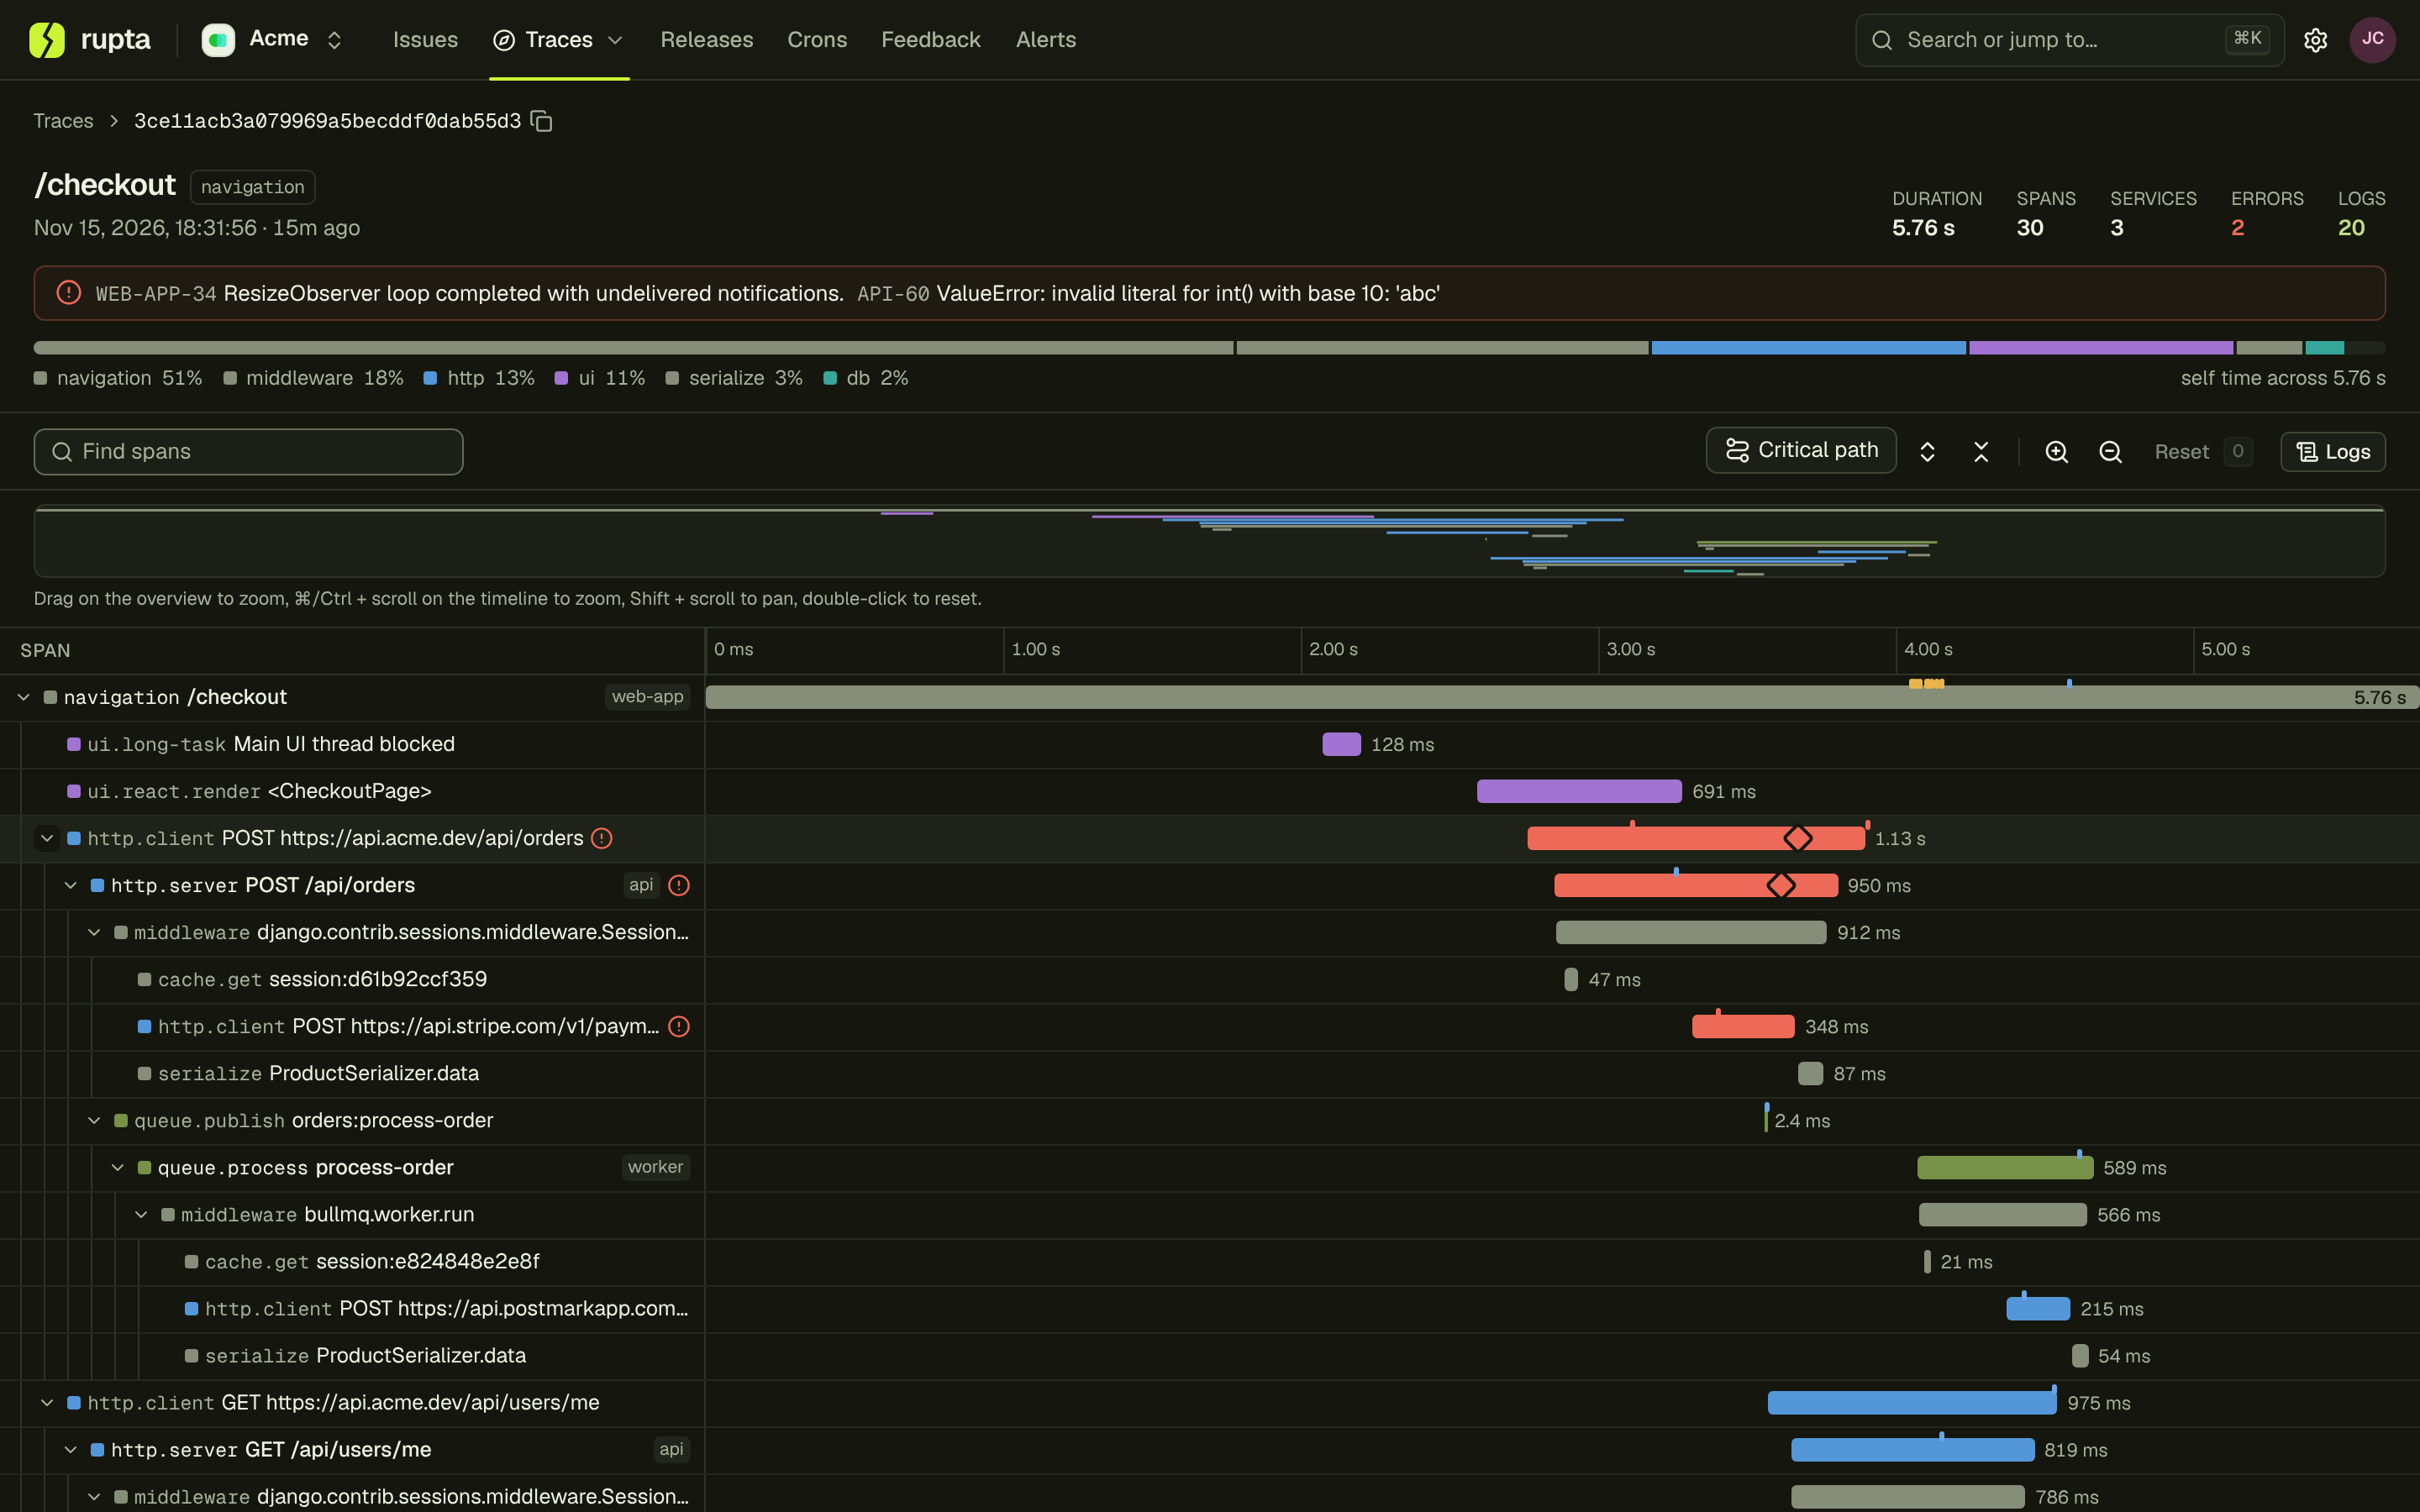 rupta Acme Issues Traces Releases Crons Feedback Alerts Search or jump to... ⌘K JC
Traces > 3ce11acb3a079969a5becddf0dab55d3
/checkout navigation
Nov 15, 2026, 18:31:56 · 15m ago
DURATION SPANS SERVICES ERRORS LOGS
5.76 s 30 3 2 20
WEB-APP-34 ResizeObserver loop completed with undelivered notifications. API-60 ValueError: invalid literal for int() with base 10: 'abc'
navigation 51% middleware 18% http 13% ui 11% serialize 3% db 2% self time across 5.76 s
Find spans Critical path Reset 0 Logs
Drag on the overview to zoom, ⌘/Ctrl + scroll on the timeline to zoom, Shift + scroll to pan, double-click to reset.
SPAN 0 ms 1.00 s 2.00 s 3.00 s 4.00 s 5.00 s
navigation /checkout web-app 5.76 s
ui.long-task Main UI thread blocked 128 ms
ui.react.render <CheckoutPage> 691 ms
http.client POST https://api.acme.dev/api/orders 1.13 s
http.server POST /api/orders api 950 ms
middleware django.contrib.sessions.middleware.Session... 912 ms
cache.get session:d61b92ccf359 47 ms
http.client POST https://api.stripe.com/v1/paym... 348 ms
serialize ProductSerializer.data 87 ms
queue.publish orders:process-order 2.4 ms
queue.process process-order worker 589 ms
middleware bullmq.worker.run 566 ms
cache.get session:e824848e2e8f 21 ms
http.client POST https://api.postmarkapp.com... 215 ms
serialize ProductSerializer.data 54 ms
http.client GET https://api.acme.dev/api/users/me 975 ms
http.server GET /api/users/me api 819 ms
middleware django.contrib.sessions.middleware.Session... 786 ms